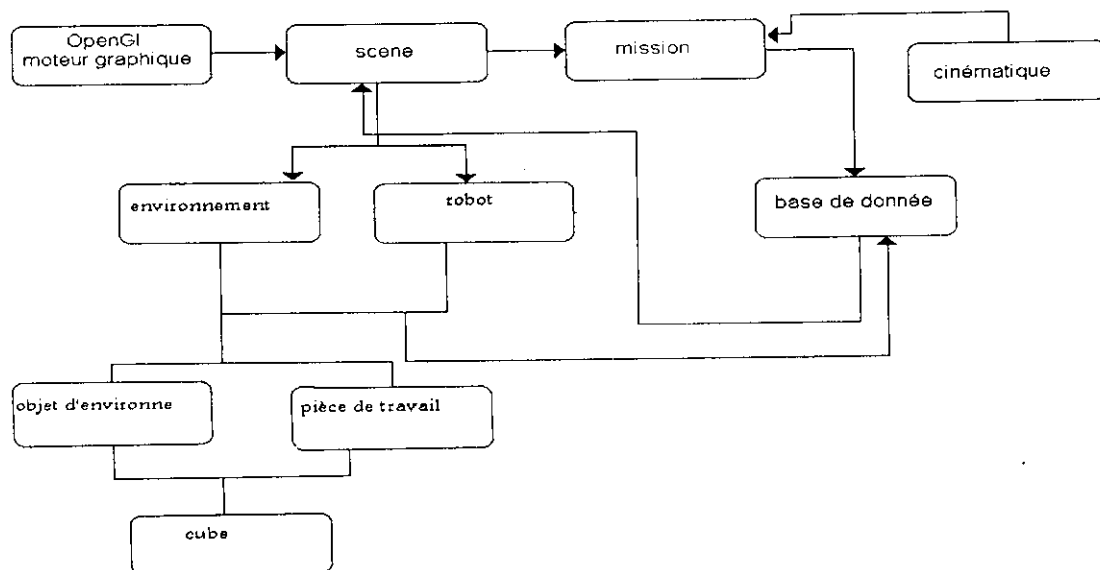 OpenGl
moteur graphique
scene
mission
cinématique
environnement
robot
base de donnée
objet d'environne
pièce de travail
cube